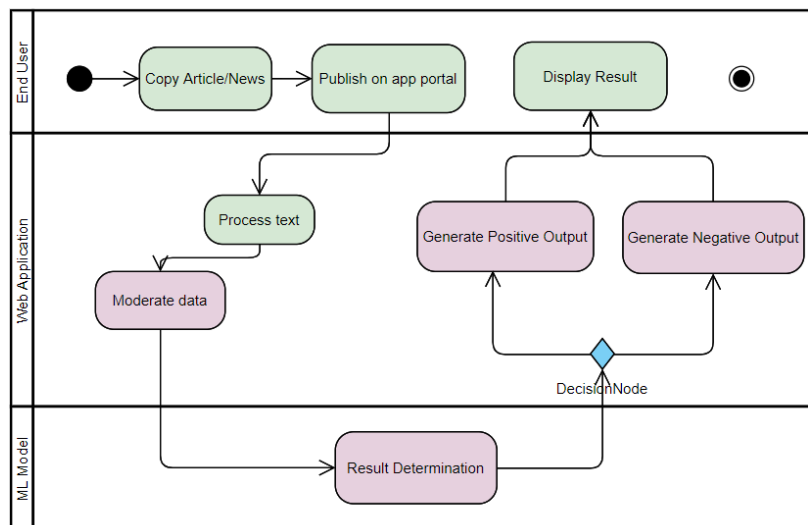 End User
Copy Article/News
Publish on app portal
Display Result
Web Application
Process text
Generate Positive Output
Generate Negative Output
Moderate data
DecisionNode
ML Model
Result Determination